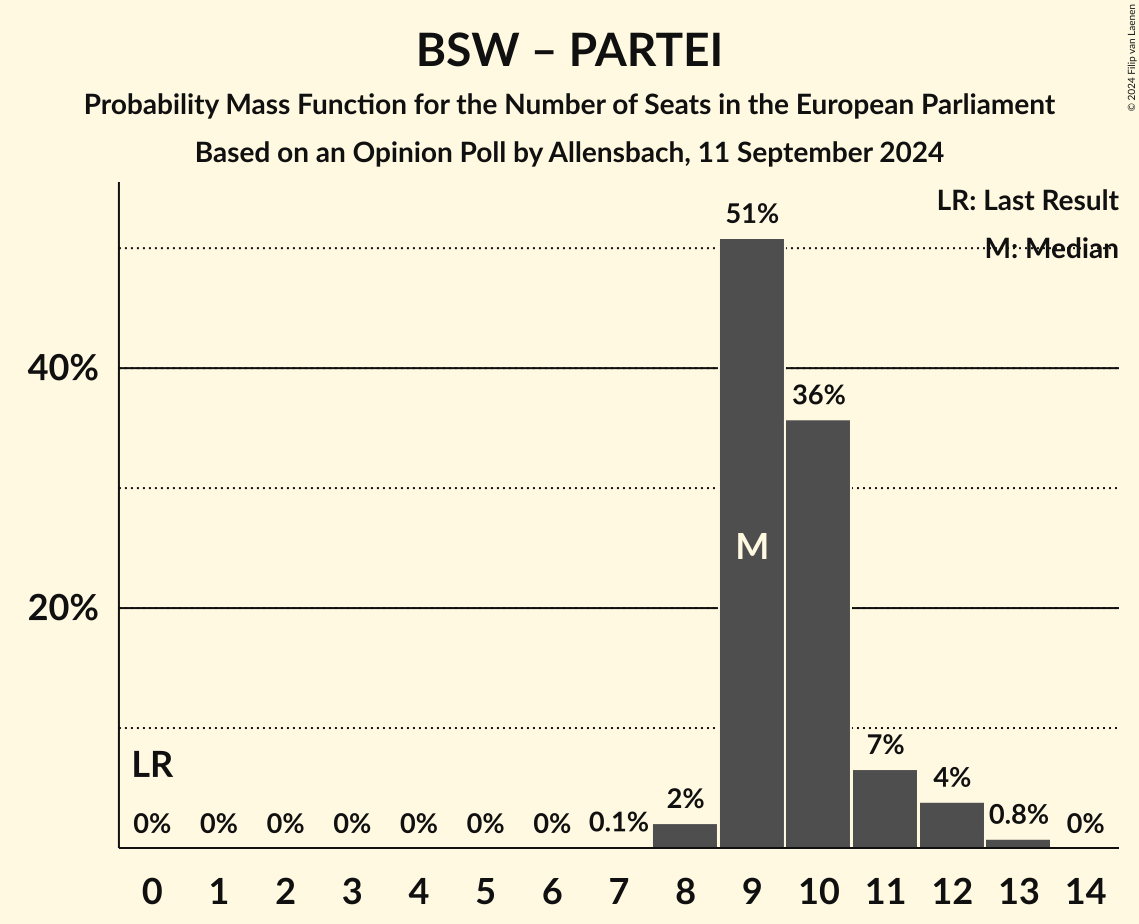 BSW – PARTEI
Probability Mass Function for the Number of Seats in the European Parliament
Based on an Opinion Poll by Allensbach, 11 September 2024
© 2024 Filip van Laenen
LR: Last Result
M: Median
51%
40%
36%
M
20%
7%
LR
4%
2%
0% 0% 0% 0% 0% 0% 0% 0.1% 0.8% 0%
0 1 2 3 4 5 6 7 8 9 10 11 12 13 14